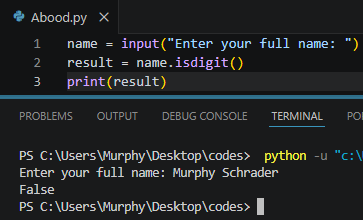 Abood.py
1 name = input("Enter your full name: ")
2 result = name.isdigit()
3 print(result)
PROBLEMS OUTPUT DEBUG CONSOLE TERMINAL
PS C:\Users\Murphy\Desktop\codes> python -u "c:\
Enter your full name: Murphy Schrader
False
PS C:\Users\Murphy\Desktop\codes>